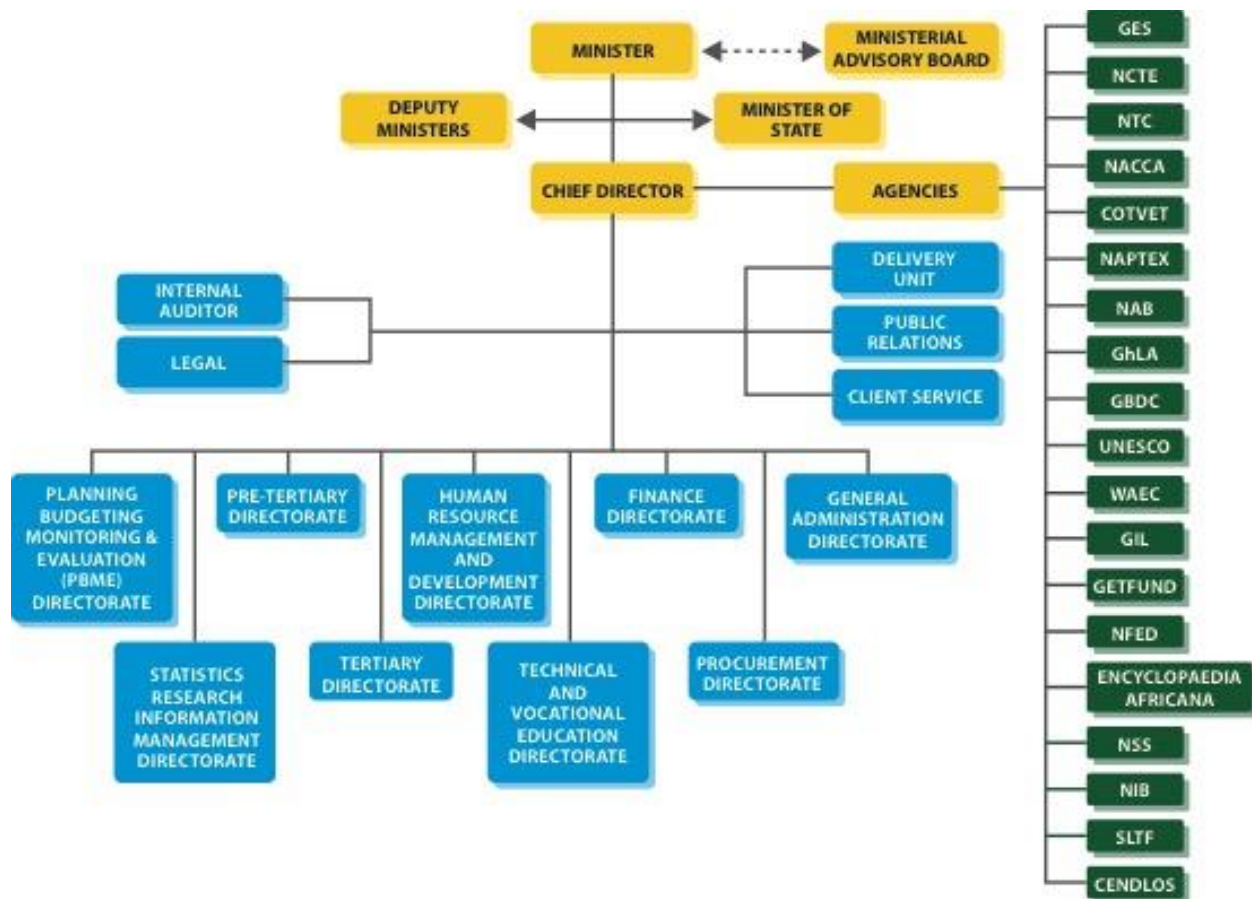 MINISTER
MINISTERIAL
ADVISORY BOARD
DEPUTY
MINISTERS
MINISTER OF
STATE
CHIEF DIRECTOR
AGENCIES
INTERNAL
AUDITOR
LEGAL
DELIVERY
UNIT
PUBLIC
RELATIONS
CLIENT SERVICE
PLANNING
BUDGETING
MONITORING &
EVALUATION
(PBME)
DIRECTORATE
PRE-TERTIARY
DIRECTORATE
HUMAN
RESOURCE
MANAGEMENT
AND
DEVELOPMENT
DIRECTORATE
FINANCE
DIRECTORATE
GENERAL
ADMINISTRATION
DIRECTORATE
STATISTICS
RESEARCH
INFORMATION
MANAGEMENT
DIRECTORATE
TERTIARY
DIRECTORATE
TECHNICAL
AND
VOCATIONAL
EDUCATION
DIRECTORATE
PROCUREMENT
DIRECTORATE
GES
NCTE
NTC
NACCA
COTVET
NAPTEX
NAB
GhLA
GBDC
UNESCO
WAEC
GIL
GETFUND
NFED
ENCYCLOPAEDIA
AFRICANA
NSS
NIB
SLTF
CENDLOS